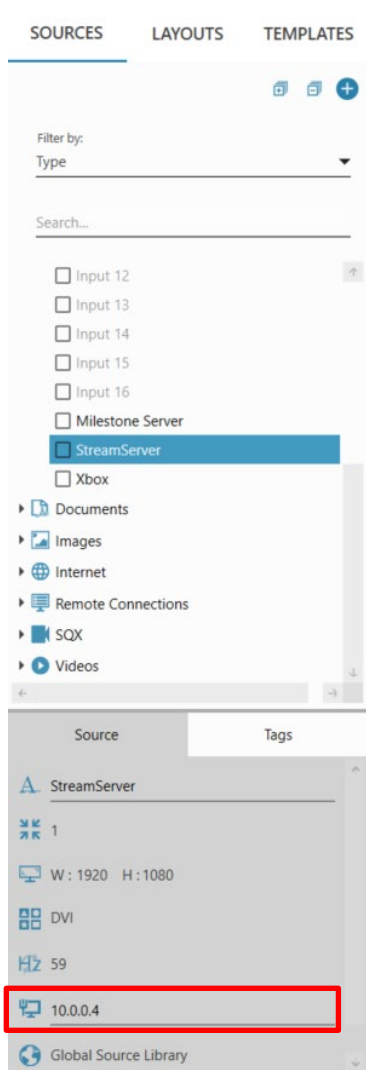 SOURCES LAYOUTS TEMPLATES
Filter by:
Type
Search...
Input 12
Input 13
Input 14
Input 15
Input 16
Milestone Server
StreamServer
Xbox
Documents
Images
Internet
Remote Connections
SQX
Videos
Source Tags
A StreamServer
1
W : 1920 H : 1080
DVI
Hz 59
10.0.0.4
Global Source Library